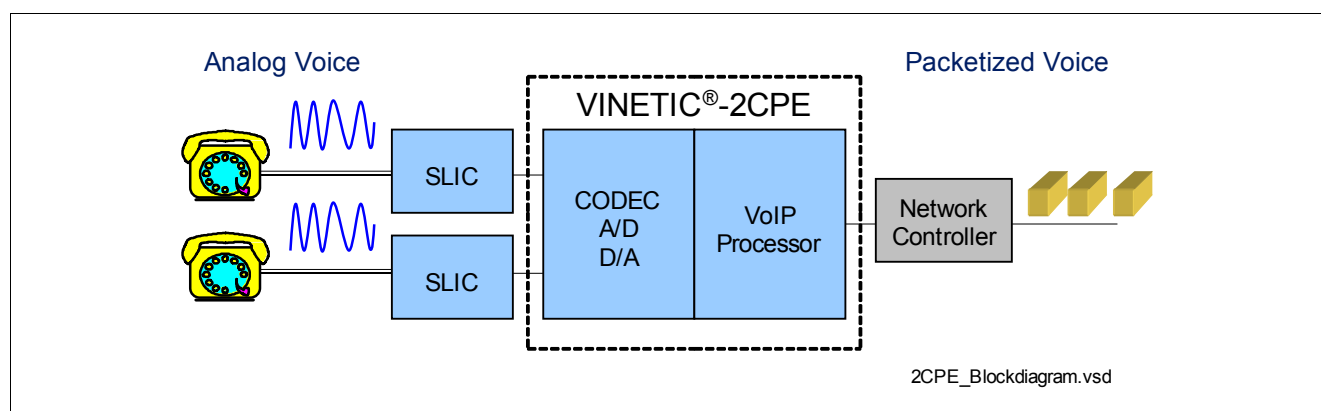 Analog Voice
Packetized Voice
VINETIC®-2CPE
SLIC
SLIC
CODEC
A/D
D/A
VoIP
Processor
Network
Controller
2CPE_Blockdiagram.vsd